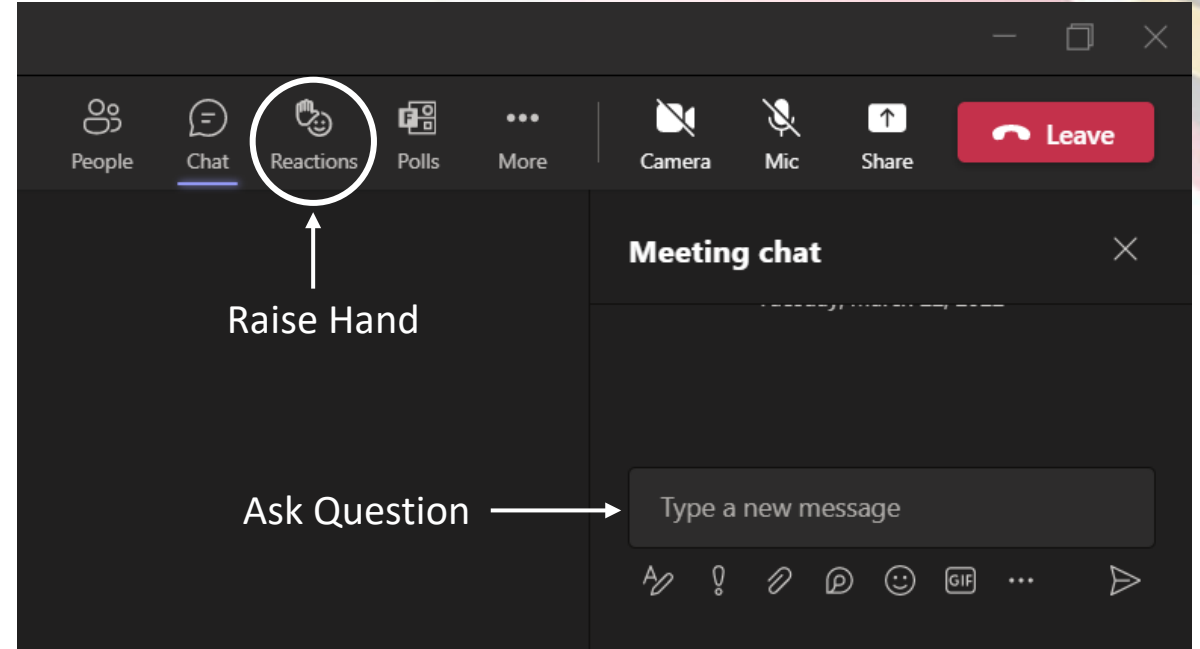 People Chat Reactions Polls More Camera Mic Share Leave
Meeting chat
Raise Hand
Ask Question
Type a new message
GIF